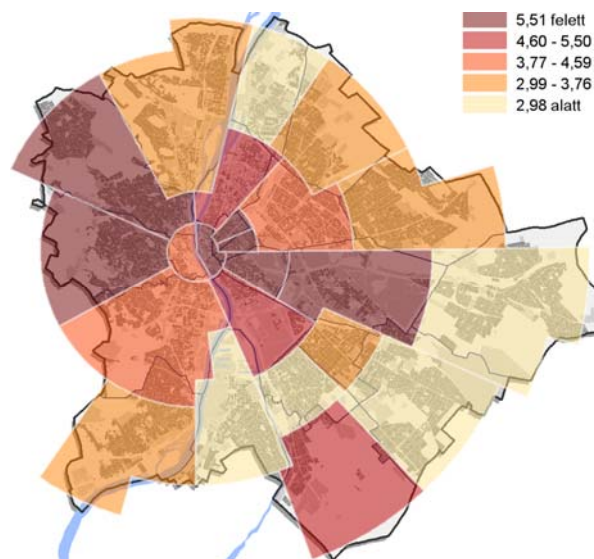 5,51 felett
4,60 - 5,50
3,77 - 4,59
2,99 - 3,76
2,98 alatt